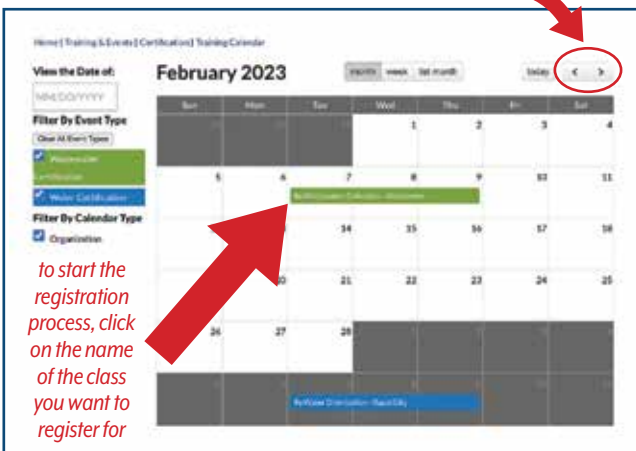 Home | Training & Events | Certification | Training Calendar
View the Date of:
MM/DD/YYYY
Filter By Event Type
Clear All Event Types
Wastewater
Certification
Water Certification
Filter By Calendar Type
Organization
to start the
registration
process, click
on the name
of the class
you want to
register for
February 2023
month week list month
today < >
Sun Mon Tue Wed Thu Fri Sat
1 2 3 4
5 6 7 8 9 10 11
14 15 16 17 18
21 22 23 24 25
26 27 28